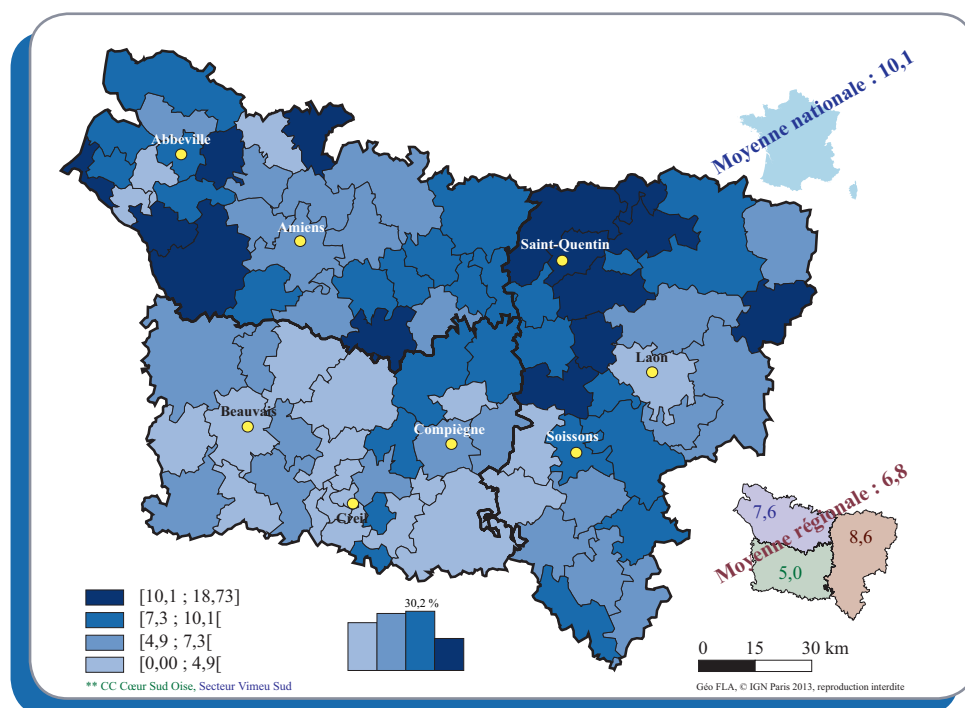 Moyenne nationale : 10,1
Abbeville
Amiens
Saint-Quentin
Laon
Beauvais
Compiègne
Soissons
Creil
Moyenne régionale : 6,8
7,6
8,6
5,0
[10,1 ; 18,73]
[7,3 ; 10,1[
[4,9 ; 7,3[
[0,00 ; 4,9[
30,2 %
0 15 30 km
** CC Cœur Sud Oise, Secteur Vimeu Sud
Géo FLA, © IGN Paris 2013, reproduction interdite